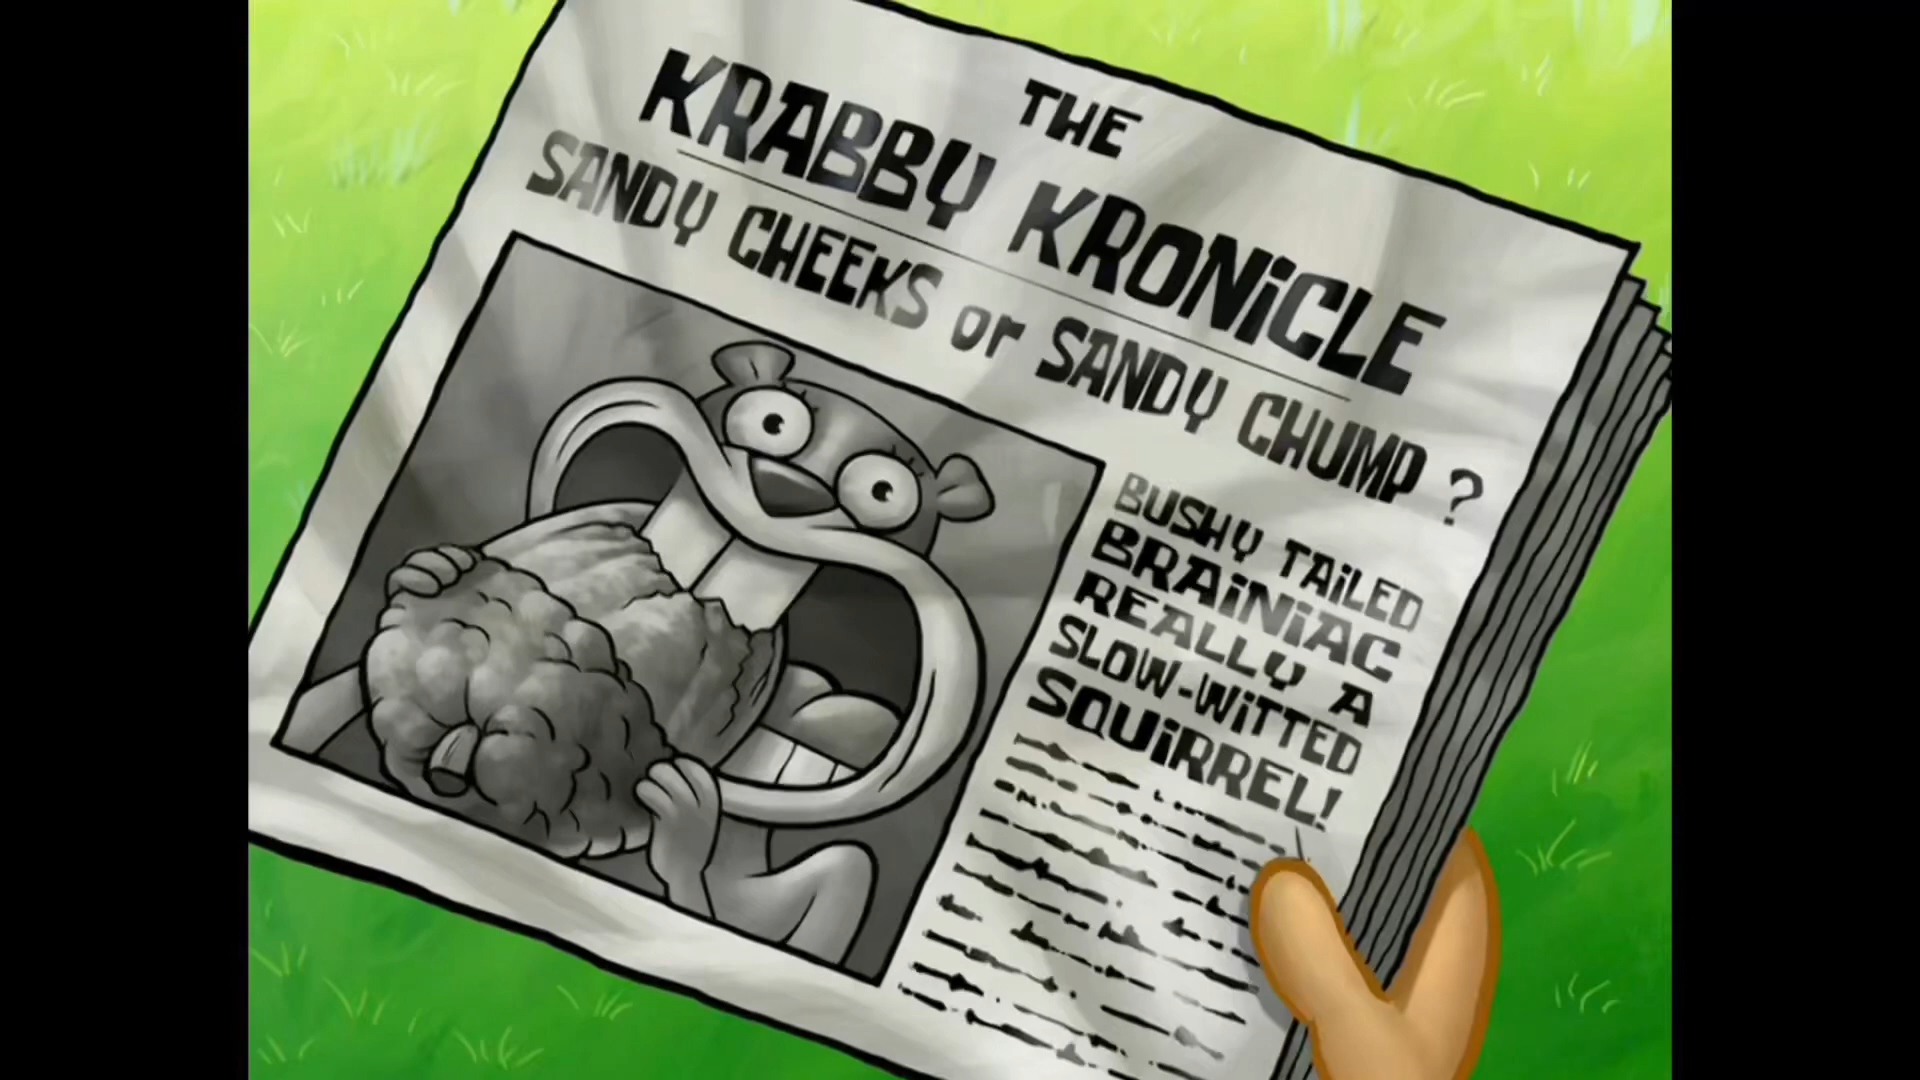 THE
KRABBY KRONiCLE
SANDY CHEEKS or SANDY CHUMP ?
BUSHY TAiLED
BRAiNiAC
REALLY A
SLOW-WiTTED
SQUiRREL!